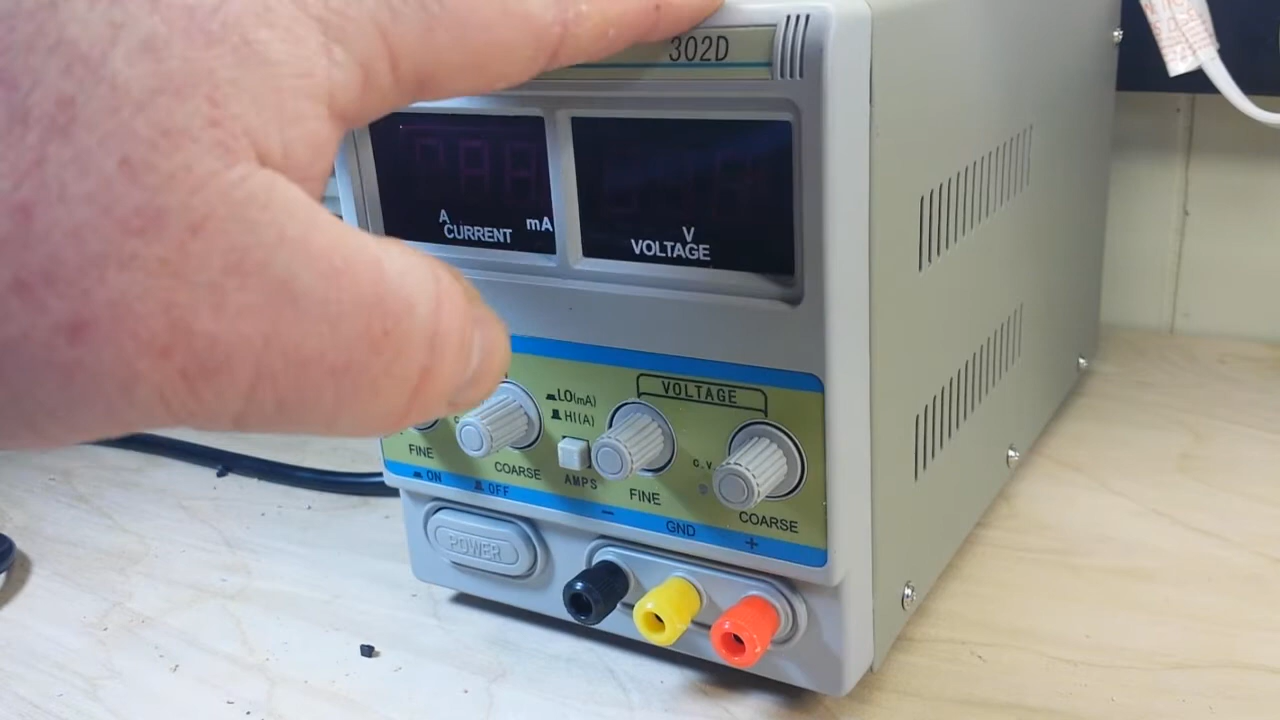 302D
A
CURRENT
mA
V
VOLTAGE
LO(mA)
HI(A)
AMPS
VOLTAGE
FINE
COARSE
C.V.
FINE
COARSE
ON
OFF
-
GND
+
POWER